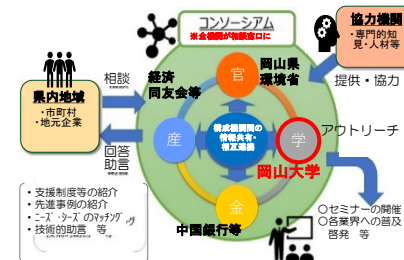 コンソーシアム
※全機関が相談窓口に
協力機関
・専門的知
見・人材等
提供・協力
県内地域
・市町村
・地元企業
相談
回答
助言
経済
同友会等
官
岡山県
環境省
産
構成機関間の
情報共有・
相互連携
学
岡山大学
アウトリーチ
金
中国銀行等
・支援制度等の紹介
・先進事例の紹介
・ニーズ・シーズのマッチング
・技術的助言 等
○セミナーの開催
○各業界への普及
啓発 等